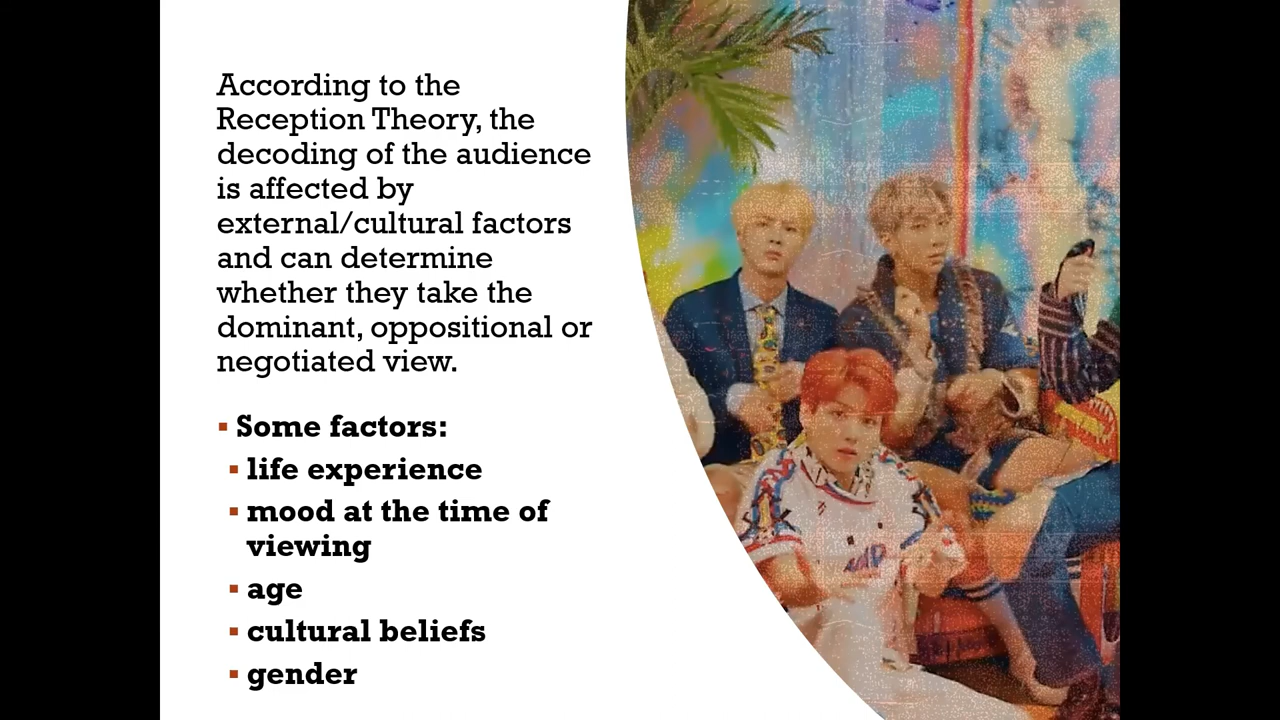 According to the
Reception Theory, the
decoding of the audience
is affected by
external/cultural factors
and can determine
whether they take the
dominant, oppositional or
negotiated view.
▪ Some factors:
▪ life experience
▪ mood at the time of
viewing
▪ age
▪ cultural beliefs
▪ gender